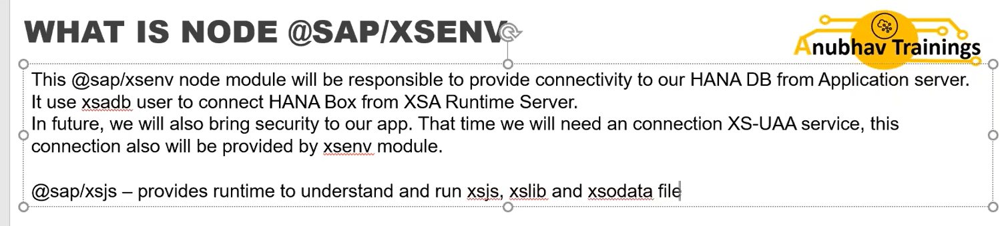 WHAT IS NODE @SAP/XSENV
Anubhav Trainings
This @sap/xsenv node module will be responsible to provide connectivity to our HANA DB from Application server.
It use xsadb user to connect HANA Box from XSA Runtime Server.
In future, we will also bring security to our app. That time we will need an connection XS-UAA service, this
connection also will be provided by xsenv module.
@sap/xsjs – provides runtime to understand and run xsjs, xslib and xsodata file